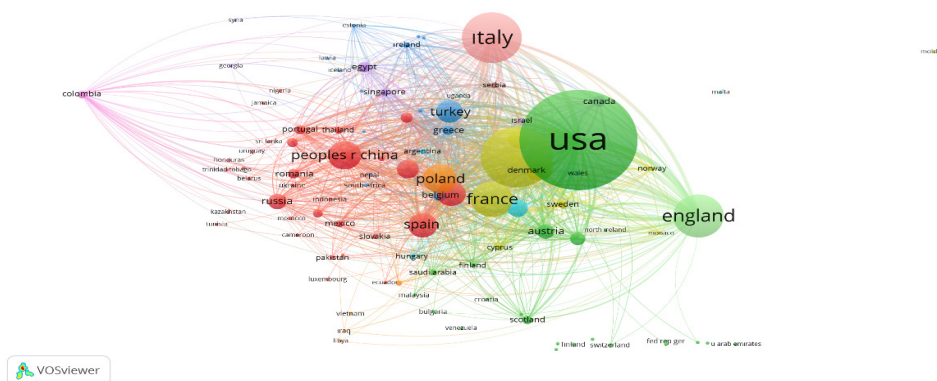 syria
estonia
italy
ireland
latvia
egypt
iceland
georgia
colombia
nigeria
singapore
serbia
uganda
jamaica
canada
malta
turkey
israel
portugal
thailand
greece
usa
sri lanka
uruguay
peoples r china
argentina
honduras
trinidad tobago
romania
nepal
denmark
wales
norway
belarus
ukraine
south africa
poland
russia
indonesia
belgium
france
sweden
kazakhstan
tunisia
morocco
mexico
spain
england
cameroon
slovakia
austria
north ireland
monaco
cyprus
pakistan
hungary
finland
saudi arabia
luxembourg
ecuador
malaysia
croatia
vietnam
bulgaria
scotland
iraq
venezuela
libya
switzerland
fed rep ger
u arab emirates
VOSviewer